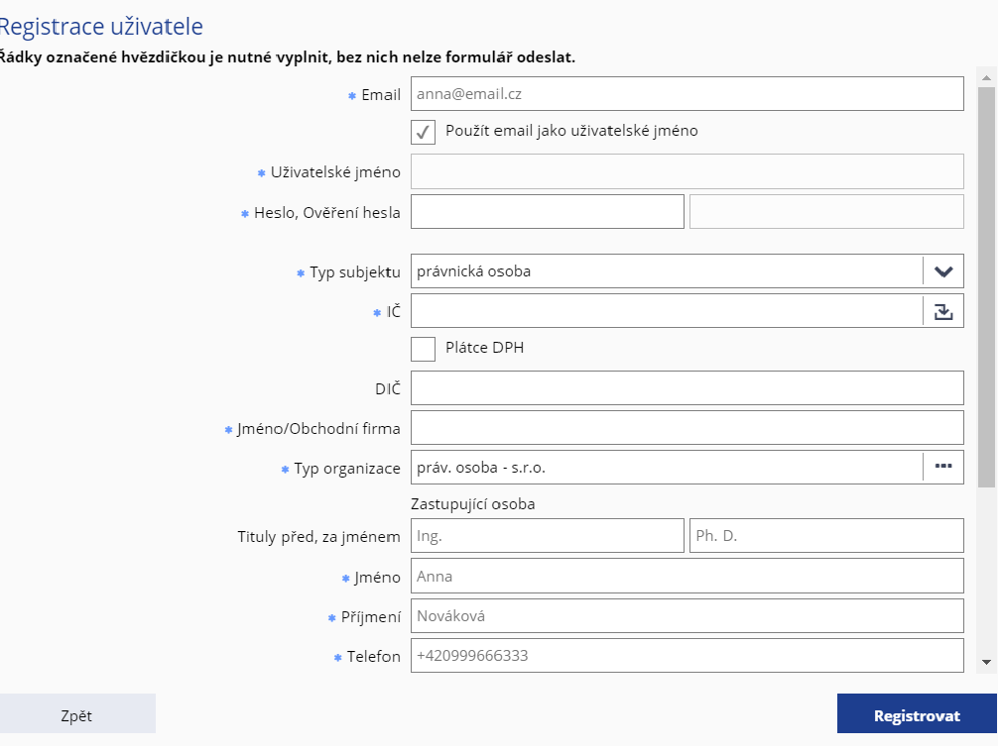 Registrace uživatele
Řádky označené hvězdičkou je nutné vyplnit, bez nich nelze formulář odeslat.
* Email anna@email.cz
Použít email jako uživatelské jméno
* Uživatelské jméno
* Heslo, Ověření hesla
* Typ subjektu právnická osoba
* IČ
Plátce DPH
DIČ
* Jméno/Obchodní firma
* Typ organizace práv. osoba - s.r.o.
Zastupující osoba
Tituly před, za jménem Ing. Ph. D.
* Jméno Anna
* Příjmení Nováková
* Telefon +420999666333
Zpět Registrovat